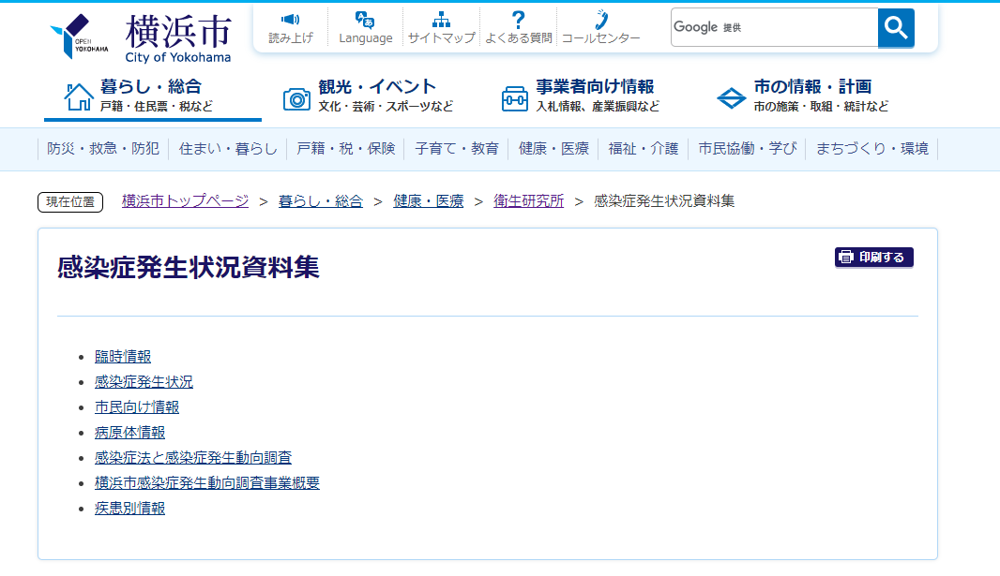 OPEN YOKOHAMA
横浜市
City of Yokohama
読み上げ
Language
サイトマップ
よくある質問
コールセンター
Google 提供
暮らし・総合
戸籍・住民票・税など
観光・イベント
文化・芸術・スポーツなど
事業者向け情報
入札情報、産業振興など
市の情報・計画
市の施策・取組・統計など
防災・救急・防犯
住まい・暮らし
戸籍・税・保険
子育て・教育
健康・医療
福祉・介護
市民協働・学び
まちづくり・環境
現在位置 横浜市トップページ > 暮らし・総合 > 健康・医療 > 衛生研究所 > 感染症発生状況資料集
感染症発生状況資料集
印刷する
臨時情報
感染症発生状況
市民向け情報
病原体情報
感染症法と感染症発生動向調査
横浜市感染症発生動向調査事業概要
疾患別情報